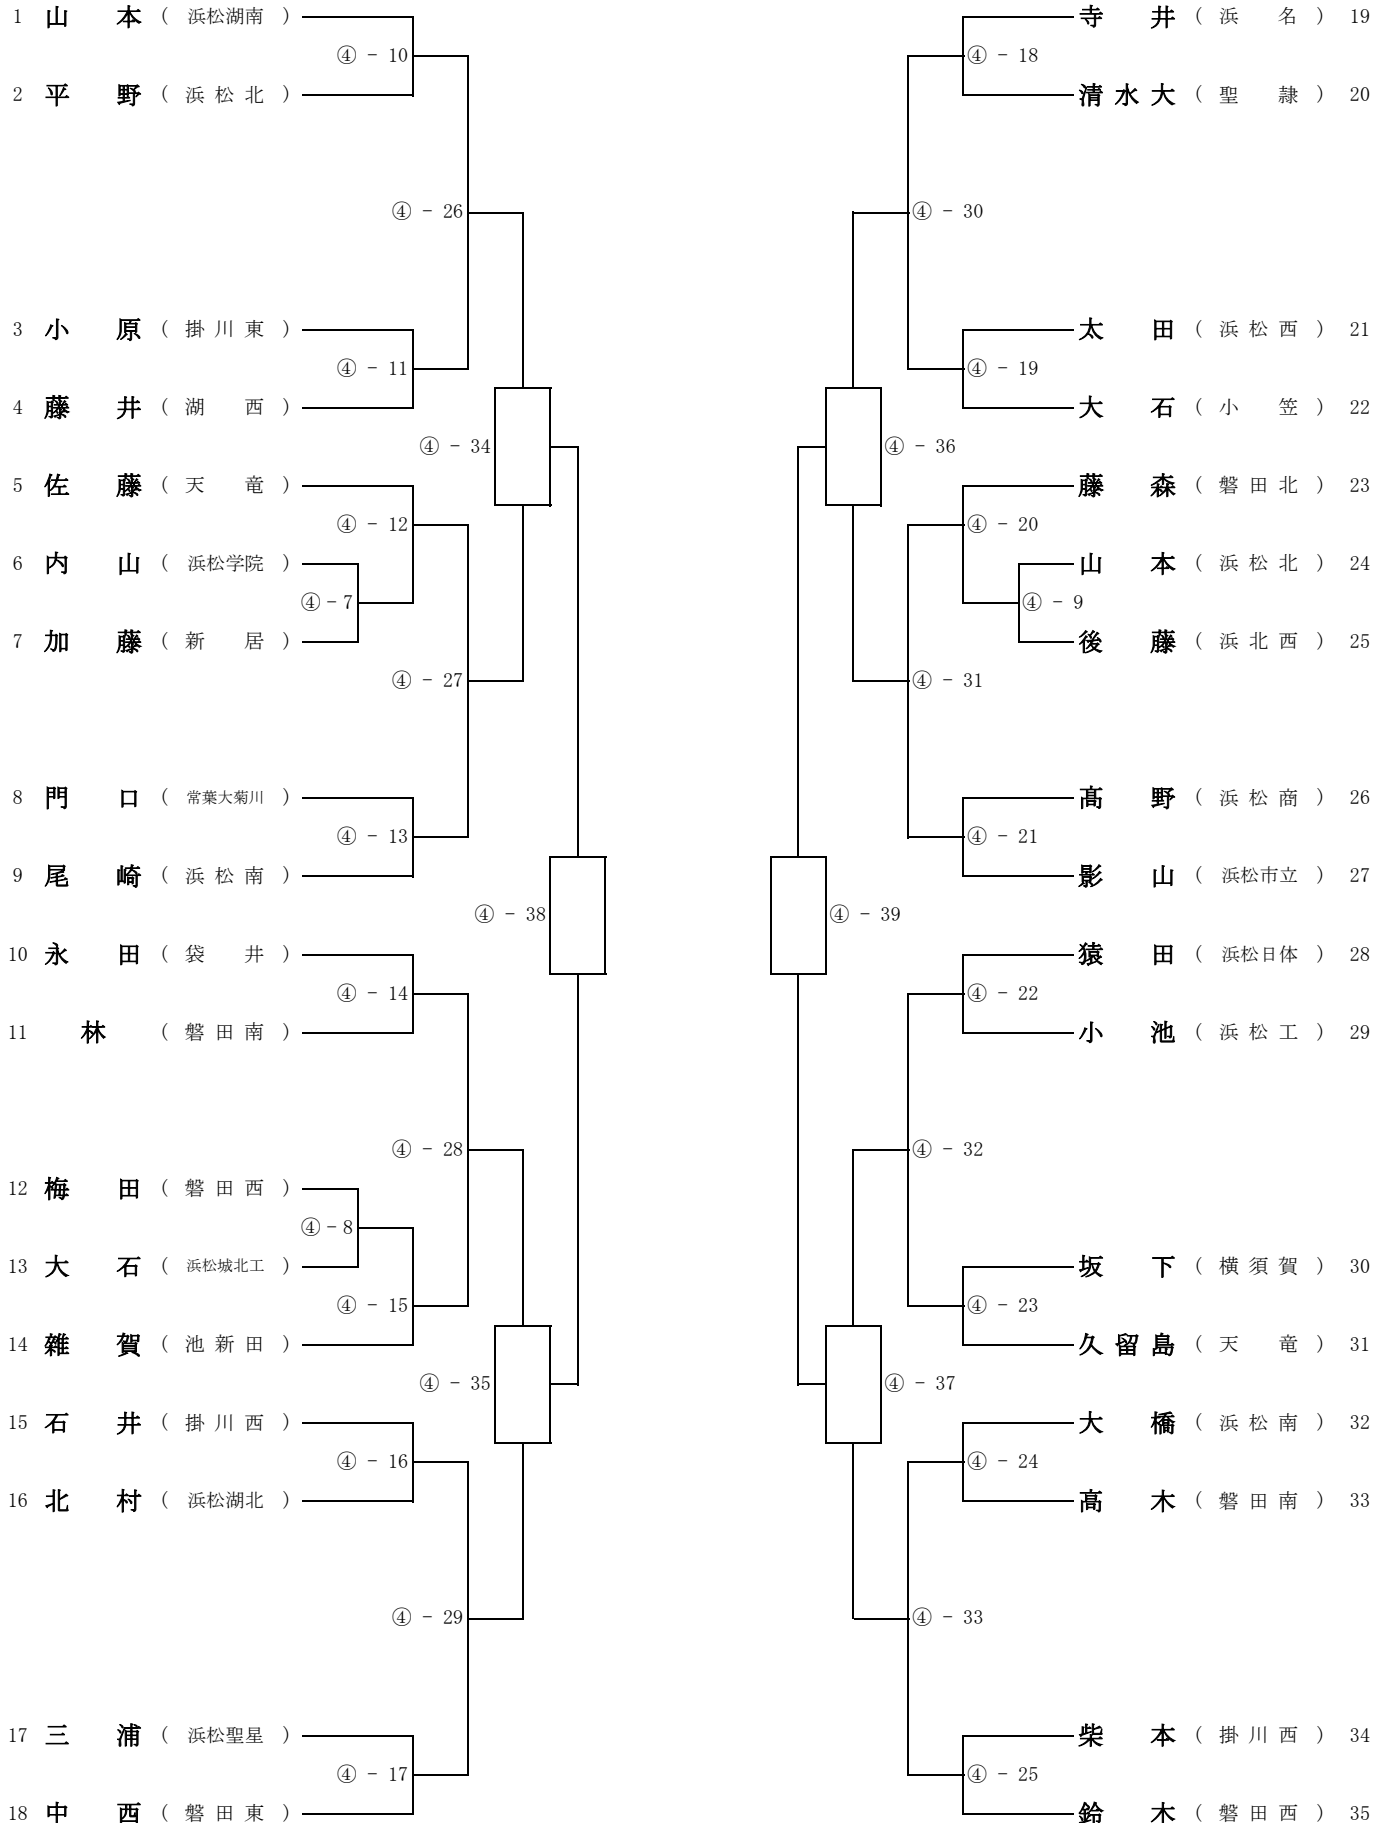 1 山 本 ( 浜松湖南 ) 寺 井 ( 浜 名 ) 19
④ - 10 ④ - 18
2 平 野 ( 浜 松 北 ) 清 水 大 ( 聖 隷 ) 20
④ - 26 ④ - 30
3 小 原 ( 掛 川 東 ) 太 田 ( 浜 松 西 ) 21
④ - 11 ④ - 19
4 藤 井 ( 湖 西 ) 大 石 ( 小 笠 ) 22
④ - 34 ④ - 36
5 佐 藤 ( 天 竜 ) 藤 森 ( 磐 田 北 ) 23
④ - 12 ④ - 20
6 内 山 ( 浜松学院 ) 山 本 ( 浜 松 北 ) 24
④ - 7 ④ - 9
7 加 藤 ( 新 居 ) 後 藤 ( 浜 北 西 ) 25
④ - 27 ④ - 31
8 門 口 ( 常葉大菊川 ) 髙 野 ( 浜 松 商 ) 26
④ - 13 ④ - 21
9 尾 崎 ( 浜 松 南 ) 影 山 ( 浜松市立 ) 27
④ - 38 ④ - 39
10 永 田 ( 袋 井 ) 猿 田 ( 浜松日体 ) 28
④ - 14 ④ - 22
11 林 ( 磐 田 南 ) 小 池 ( 浜 松 工 ) 29
④ - 28 ④ - 32
12 梅 田 ( 磐 田 西 )
④ - 8
13 大 石 ( 浜松城北工 ) 坂 下 ( 横 須 賀 ) 30
④ - 15 ④ - 23
14 雑 賀 ( 池 新 田 ) 久 留 島 ( 天 竜 ) 31
④ - 35 ④ - 37
15 石 井 ( 掛 川 西 ) 大 橋 ( 浜 松 南 ) 32
④ - 16 ④ - 24
16 北 村 ( 浜松湖北 ) 髙 木 ( 磐 田 南 ) 33
④ - 29 ④ - 33
17 三 浦 ( 浜松聖星 ) 柴 本 ( 掛 川 西 ) 34
④ - 17 ④ - 25
18 中 西 ( 磐 田 東 ) 鈴 木 ( 磐 田 西 ) 35